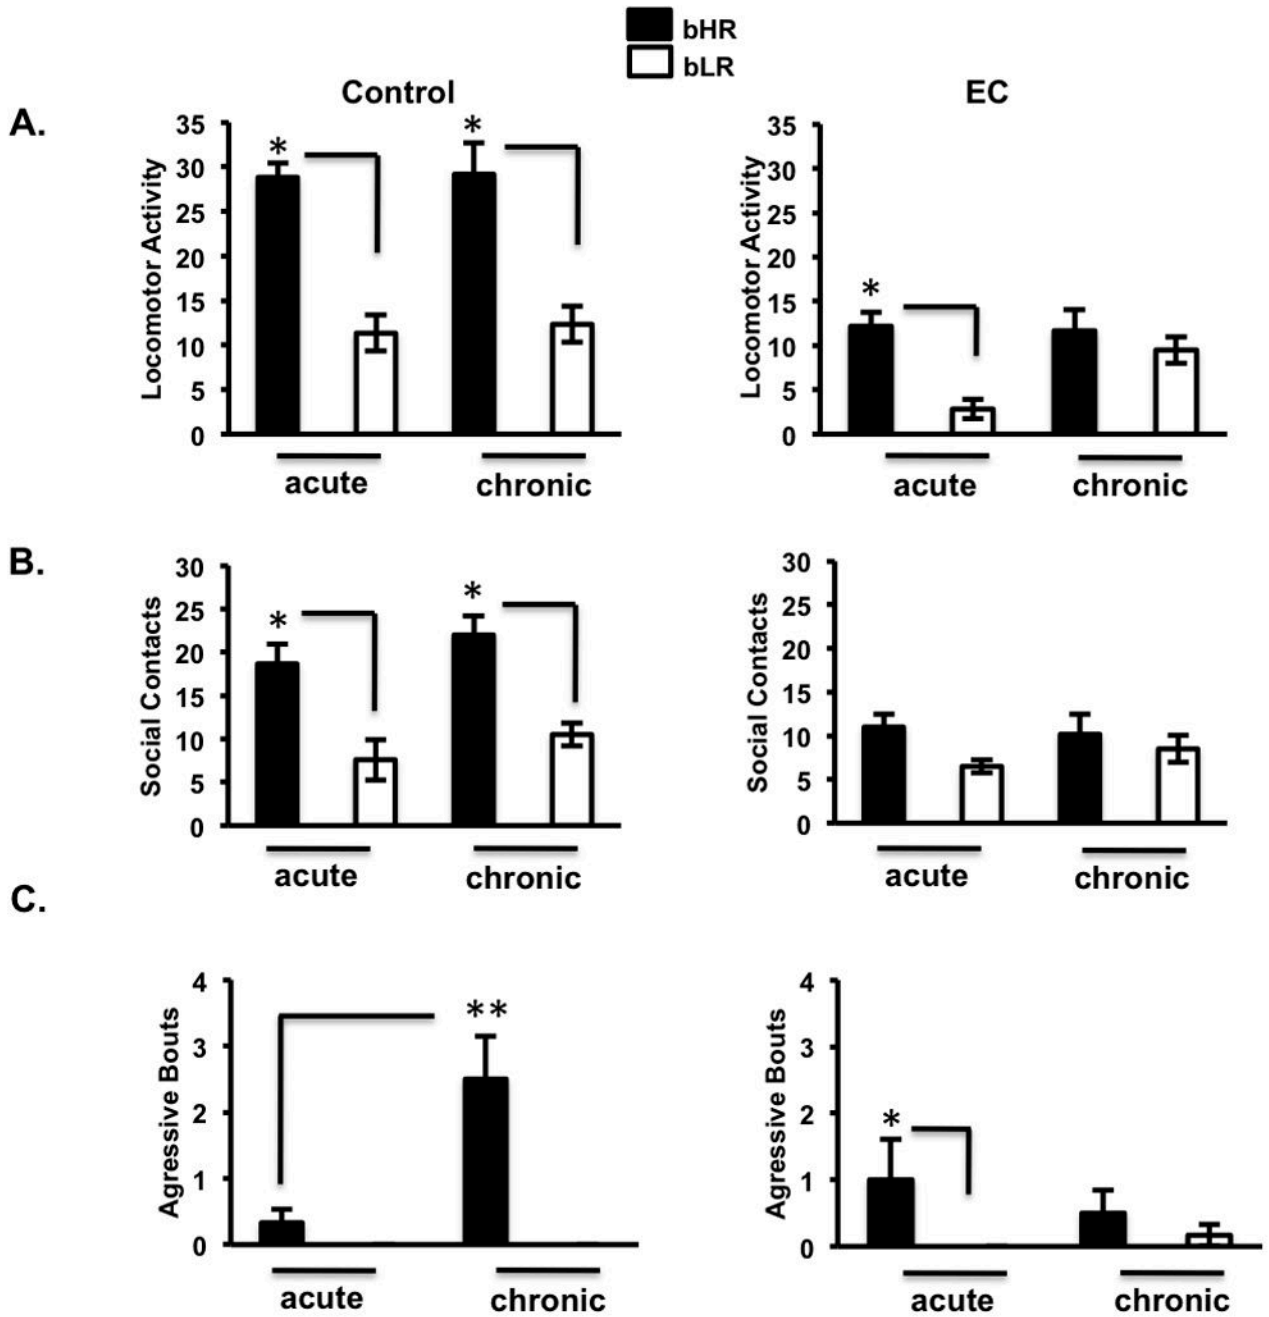 bHR
bLR
Control
EC
A.
Locomotor Activity
35
30
25
20
15
10
5
0
*
*
acute
chronic
Locomotor Activity
35
30
25
20
15
10
5
0
*
acute
chronic
B.
Social Contacts
30
25
20
15
10
5
0
*
*
acute
chronic
Social Contacts
30
25
20
15
10
5
0
acute
chronic
C.
Agressive Bouts
4
3
2
1
0
**
acute
chronic
Agressive Bouts
4
3
2
1
0
*
acute
chronic